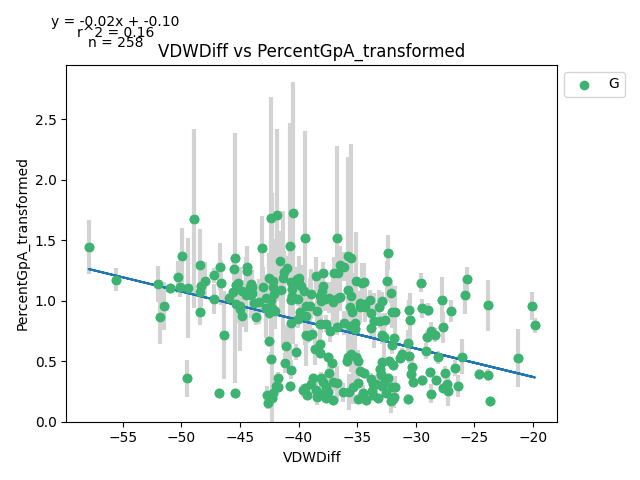 y = -0.02x + -0.10
r^2 = 0.16
n = 258
VDWDiff vs PercentGpA_transformed
G
PercentGpA_transformed
2.5
2.0
1.5
1.0
0.5
0.0
−55
−50
−45
−40
−35
−30
−25
−20
VDWDiff